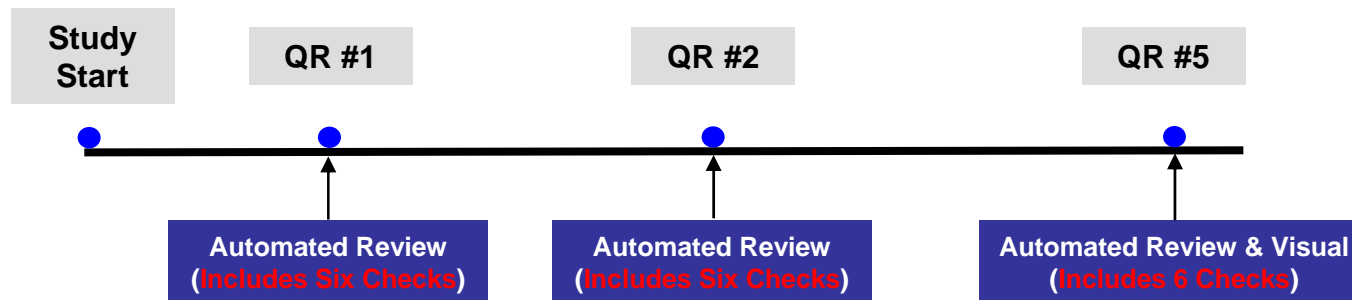 Study
Start
QR #1
QR #2
QR #5
Automated Review
(Includes Six Checks)
Automated Review
(Includes Six Checks)
Automated Review & Visual
(Includes 6 Checks)